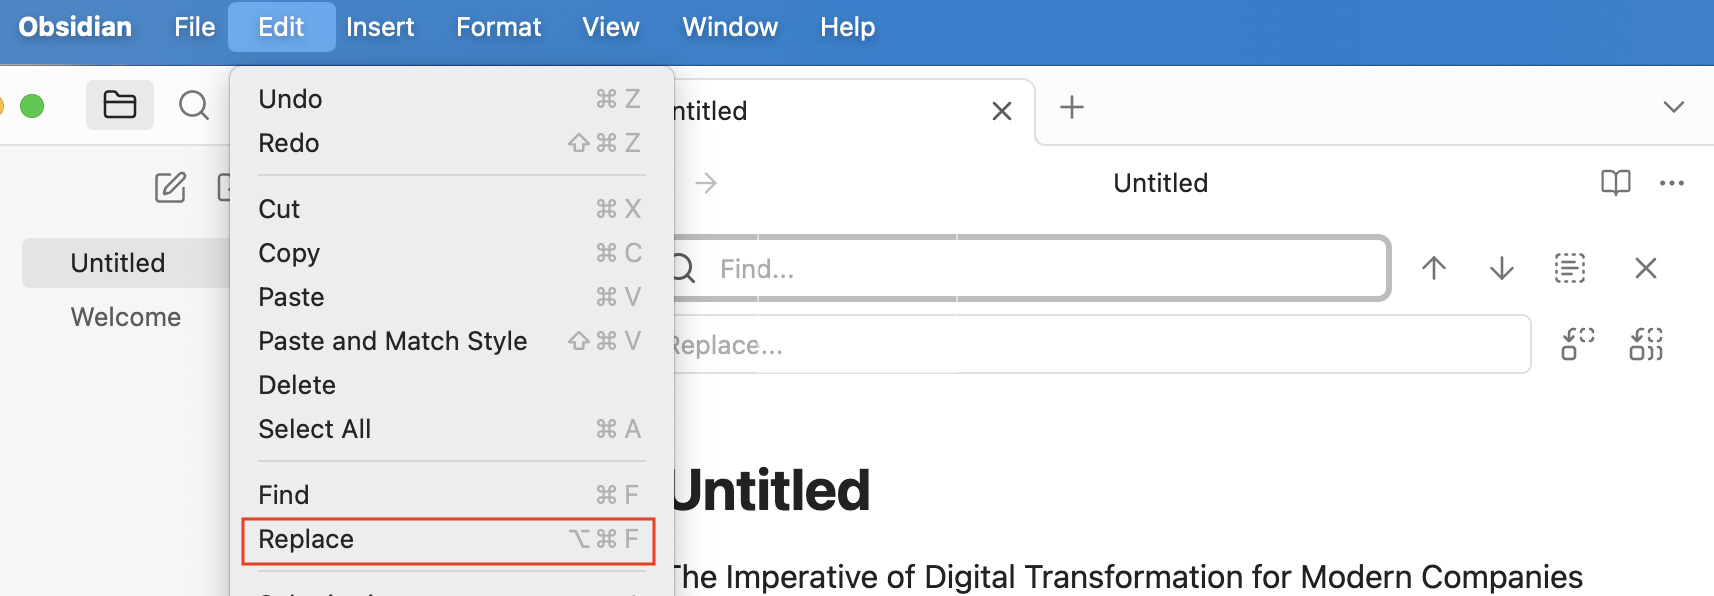 Obsidian File Edit Insert Format View Window Help
Undo ⌘ Z
Redo ⇧ ⌘ Z
Cut ⌘ X
Copy ⌘ C
Paste ⌘ V
Paste and Match Style ⇧ ⌘ V
Delete
Select All ⌘ A
Find ⌘ F
Replace ⌥ ⌘ F
Untitled
Welcome
ntitled
Untitled
Find...
Replace...
Untitled
The Imperative of Digital Transformation for Modern Companies